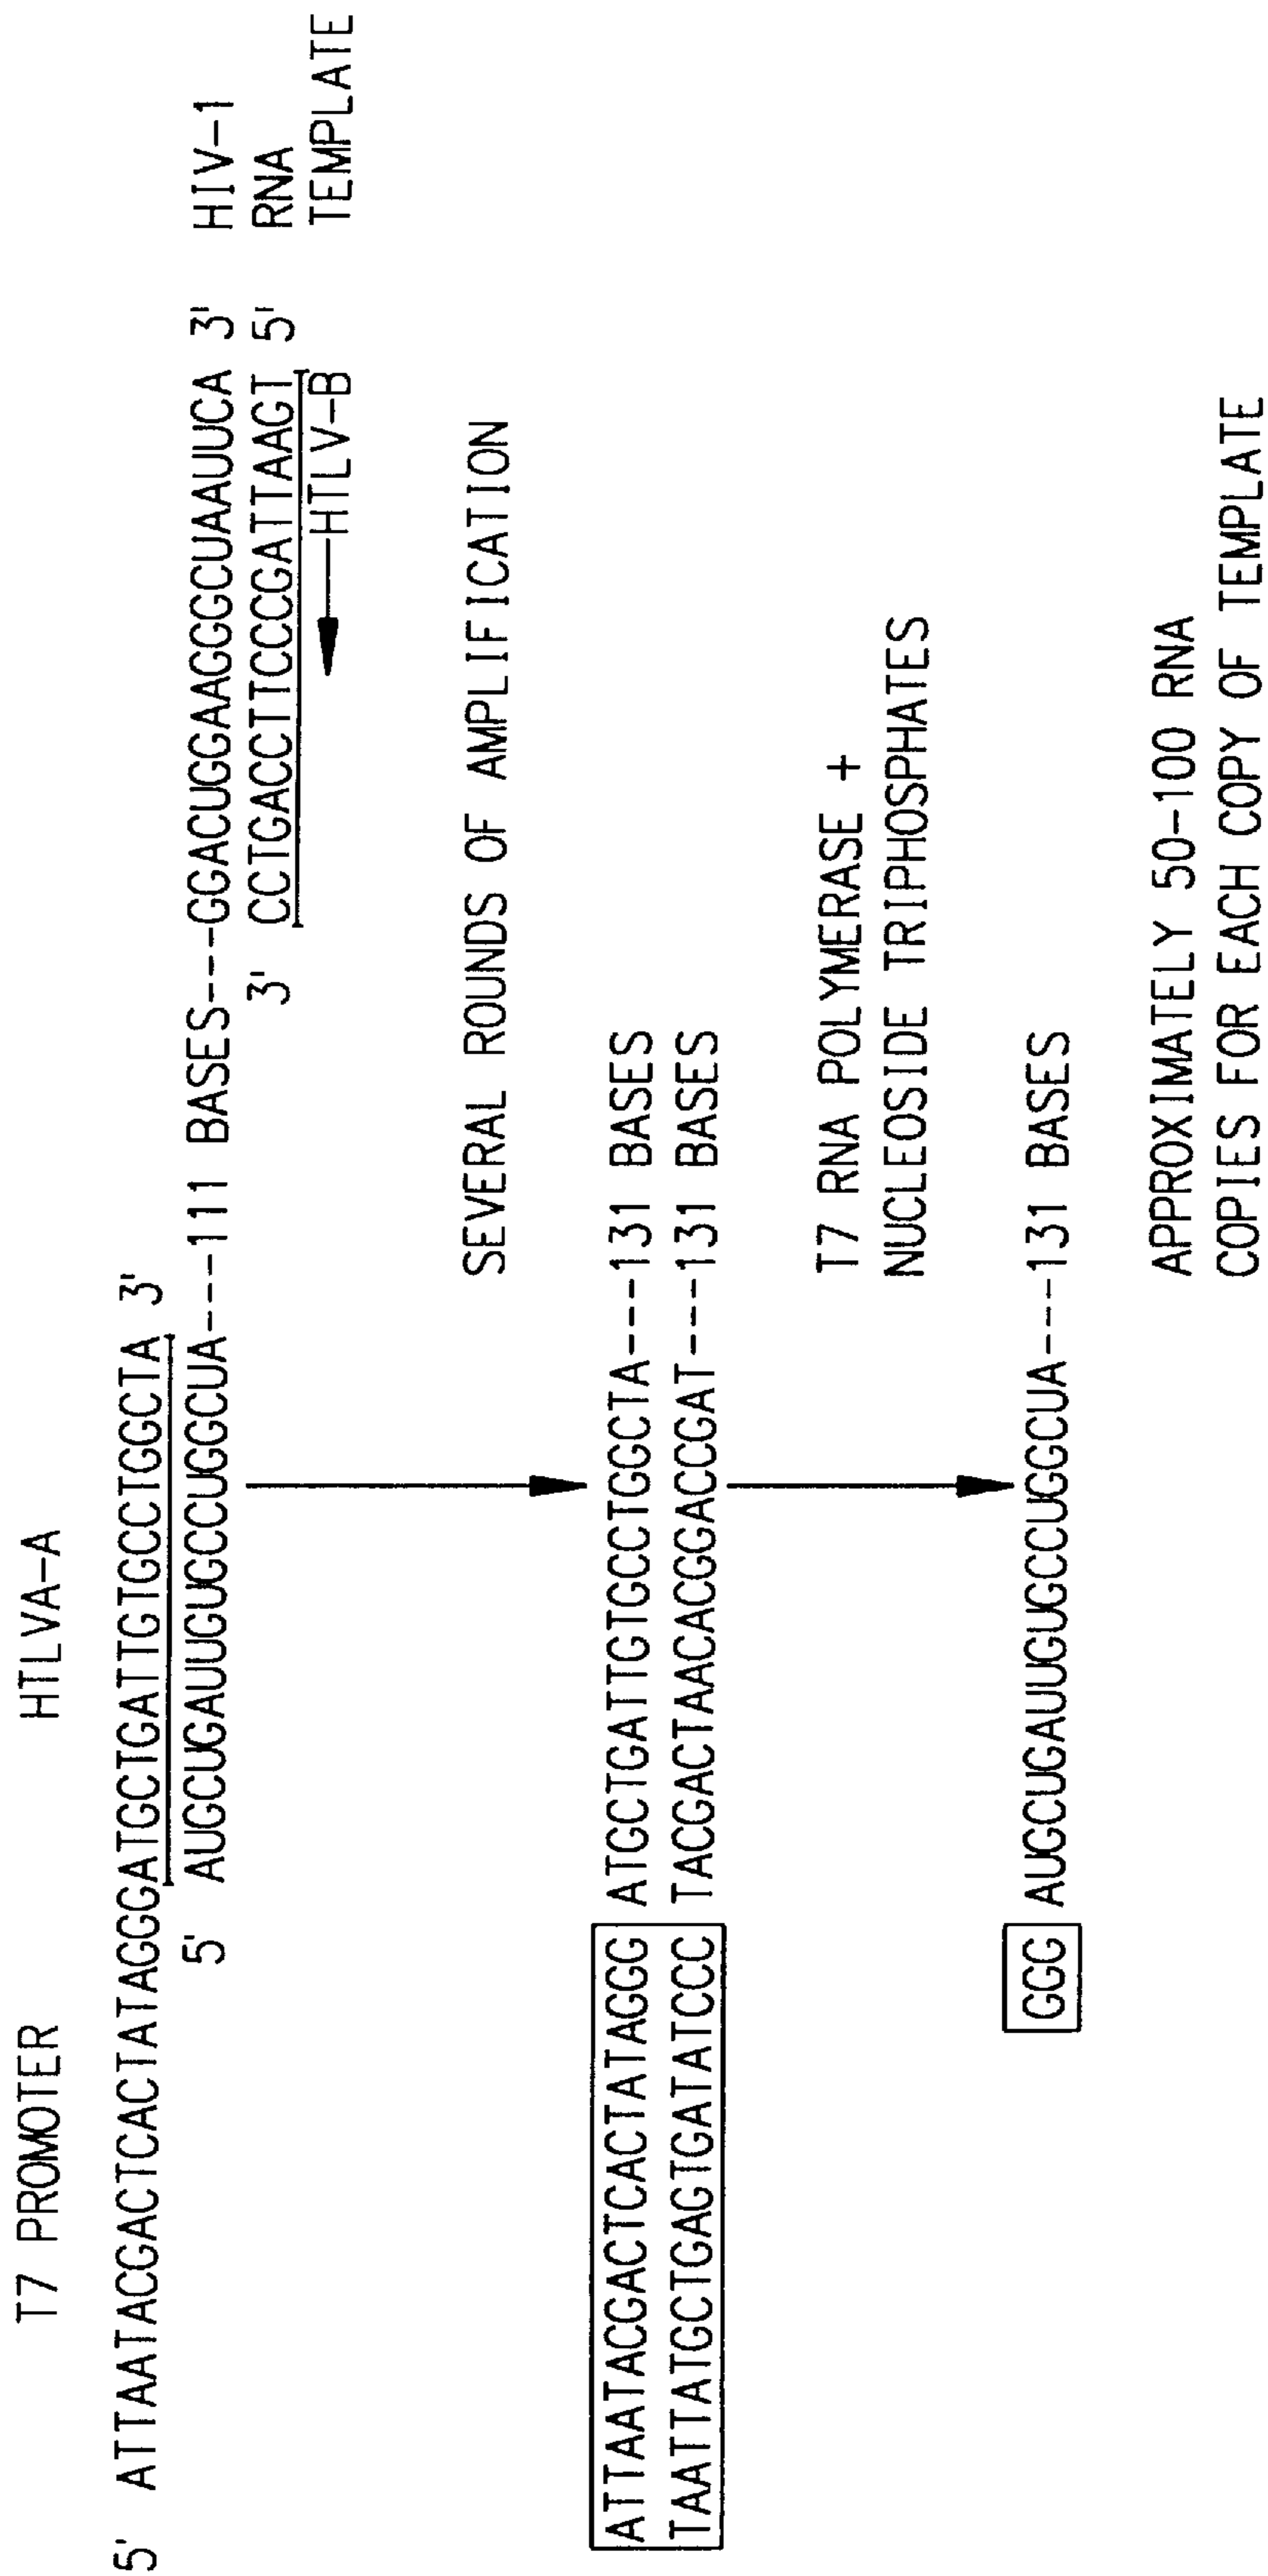 T7 PROMOTER HTLVA-A
5' ATTAATACGACTCACTATAGGGATGCTGATTGTGCCTGGCTA 3'
5' AUGCUGAUUGUGCCUGGCUA---111 BASES---GGACUGGAAGGGCUAAUUCA 3' HIV-1
3' CCTGACCTTCCCGATTAAGT 5' RNA
HTLV-B TEMPLATE
SEVERAL ROUNDS OF AMPLIFICATION
ATTAATACGACTCACTATAGGG ATGCTGATTGTGCCTGGCTA---131 BASES
TAATTATGCTGAGTGATATCCC TACGACTAACACGGACCGAT---131 BASES
T7 RNA POLYMERASE +
NUCLEOSIDE TRIPHOSPHATES
GGG AUGCUGAUUGUGCCUGGCUA---131 BASES
APPROXIMATELY 50-100 RNA
COPIES FOR EACH COPY OF TEMPLATE